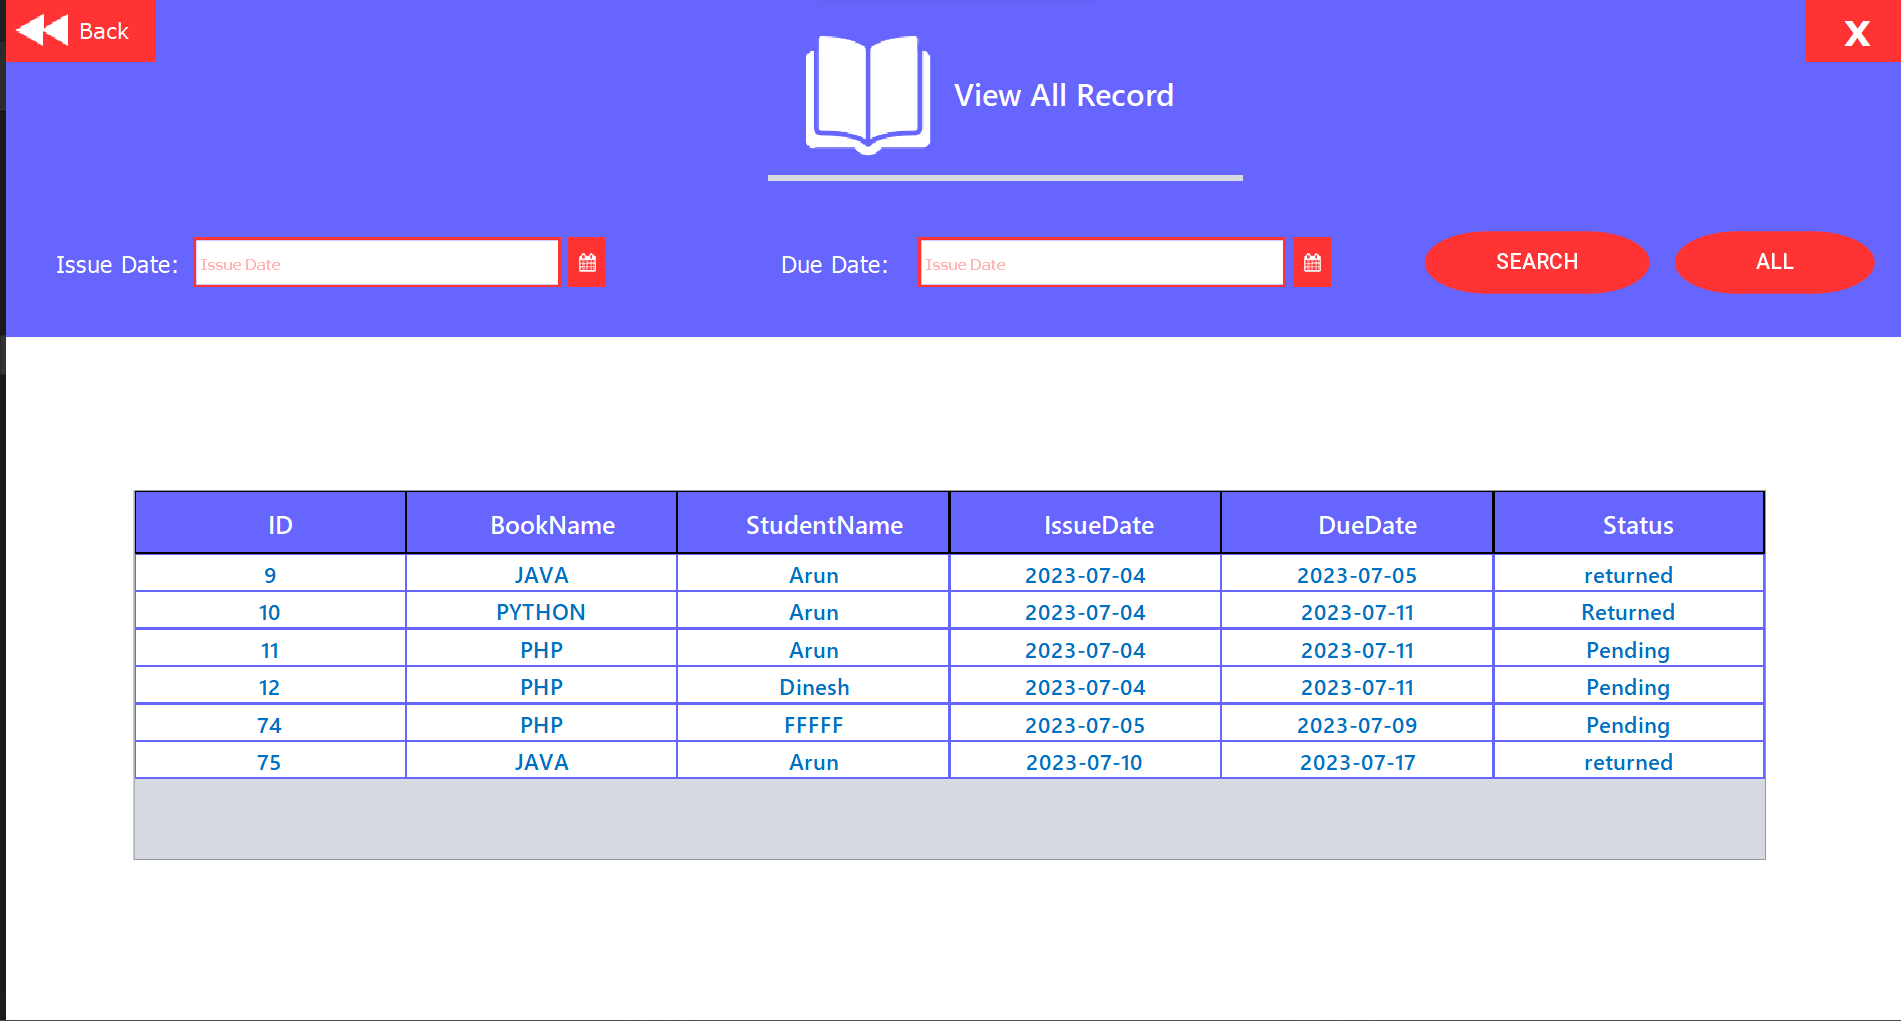 Back
X
View All Record
Issue Date: Issue Date Due Date: Issue Date SEARCH ALL
ID BookName StudentName IssueDate DueDate Status
9 JAVA Arun 2023-07-04 2023-07-05 returned
10 PYTHON Arun 2023-07-04 2023-07-11 Returned
11 PHP Arun 2023-07-04 2023-07-11 Pending
12 PHP Dinesh 2023-07-04 2023-07-11 Pending
74 PHP FFFFF 2023-07-05 2023-07-09 Pending
75 JAVA Arun 2023-07-10 2023-07-17 returned